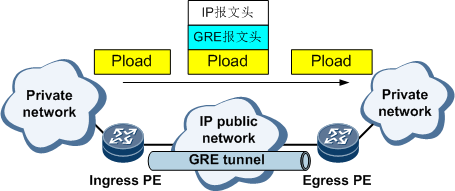 IP报文头
GRE报文头
Pload
Pload
Pload
Private
network
IP public
network
Private
network
GRE tunnel
Ingress PE
Egress PE